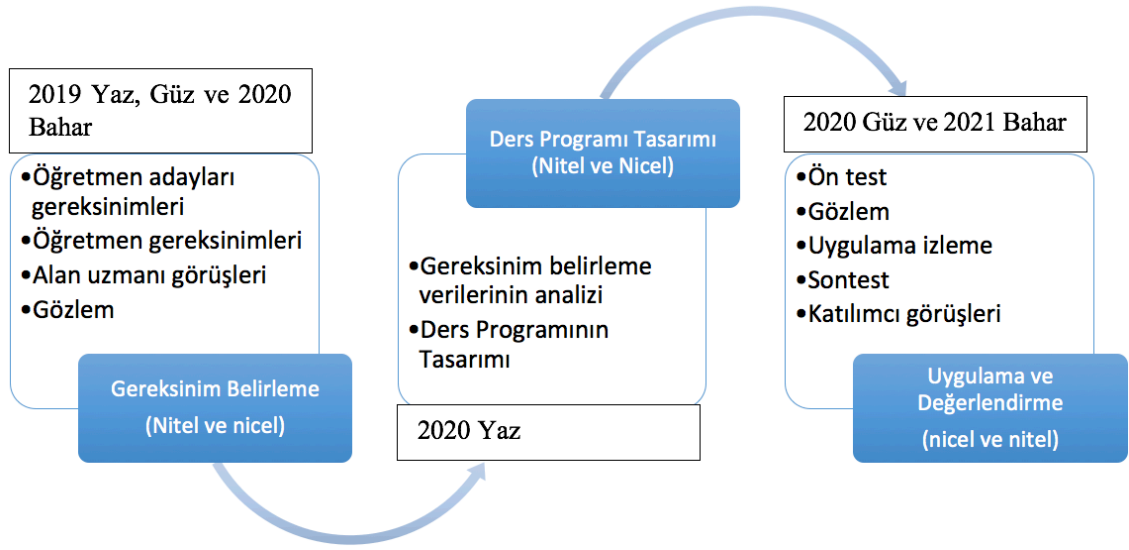 2019 Yaz, Güz ve 2020
Bahar
•Öğretmen adayları
gereksinimleri
•Öğretmen gereksinimleri
•Alan uzmanı görüşleri
•Gözlem
Gereksinim Belirleme
(Nitel ve nicel)
Ders Programı Tasarımı
(Nitel ve Nicel)
•Gereksinim belirleme
verilerinin analizi
•Ders Programının
Tasarımı
2020 Yaz
2020 Güz ve 2021 Bahar
•Ön test
•Gözlem
•Uygulama izleme
•Sontest
•Katılımcı görüşleri
Uygulama ve
Değerlendirme
(nicel ve nitel)